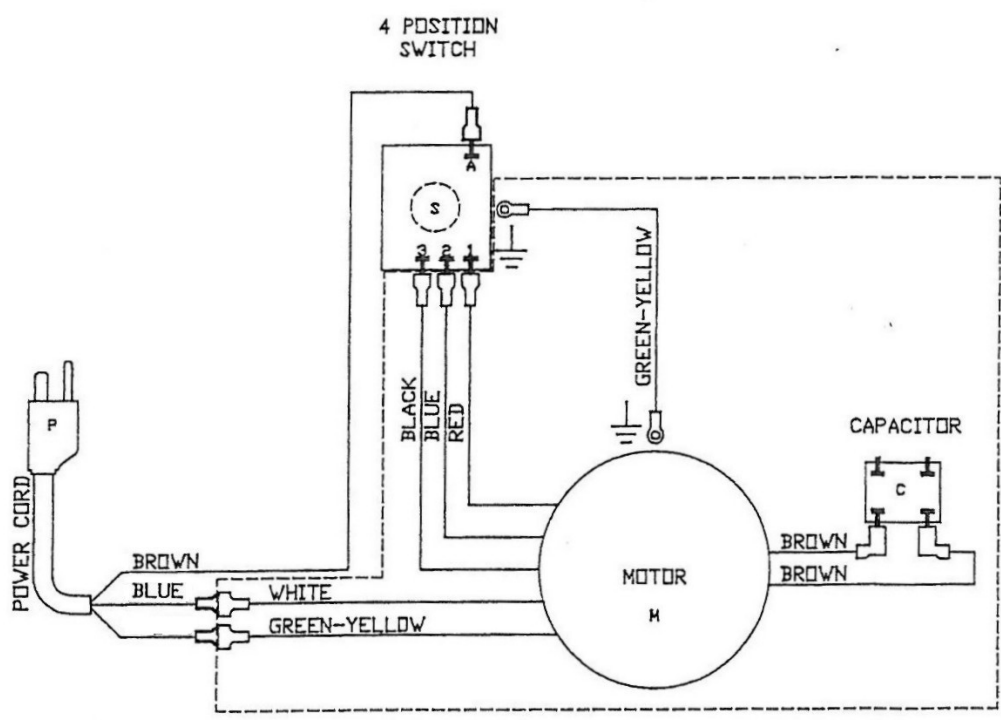 4 POSITION
SWITCH
A
S
3 2 1
GREEN-YELLOW
BLACK
BLUE
RED
P
CAPACITOR
C
POWER CORD
BROWN
BROWN
BROWN
MOTOR
M
BLUE
WHITE
GREEN-YELLOW